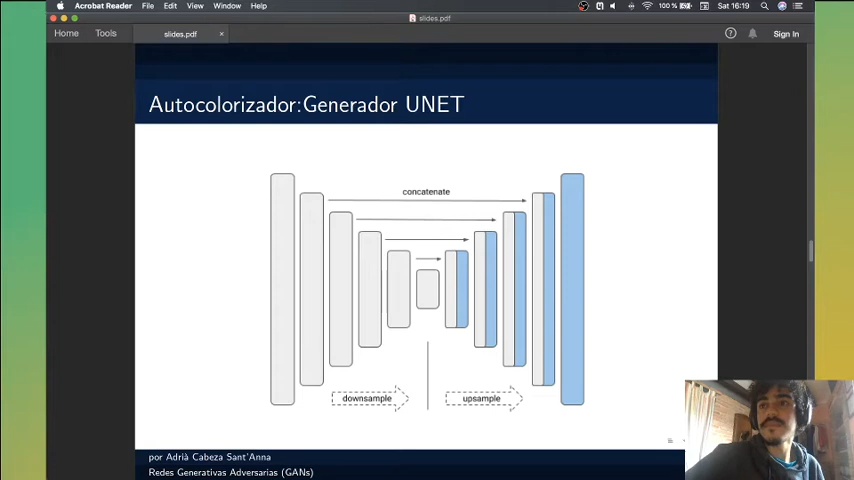 Acrobat Reader File Edit View Window Help 100 % Sat 16:19
slides.pdf
Home Tools slides.pdf × Sign In
Autocolorizador:Generador UNET
concatenate
downsample upsample
por Adrià Cabeza Sant'Anna
Redes Generativas Adversarias (GANs)